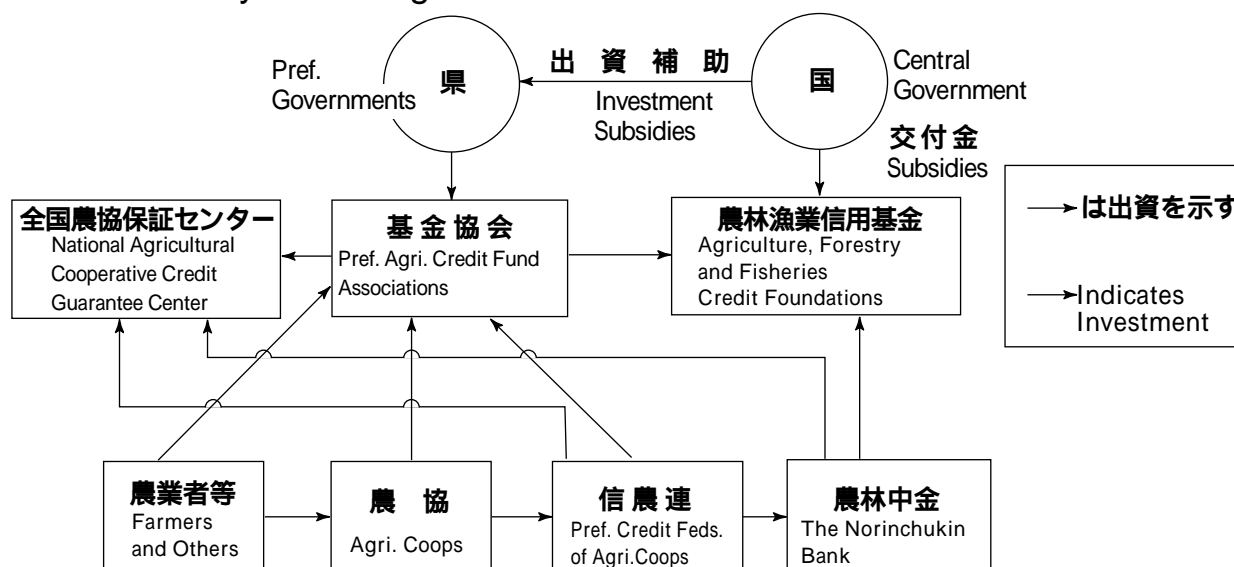 県
Pref.
Governments
出資補助
Investment
Subsidies
国
Central
Government
交付金
Subsidies
全国農協保証センター
National Agricultural
Cooperative Credit
Guarantee Center
基金協会
Pref. Agri. Credit Fund
Associations
農林漁業信用基金
Agriculture, Forestry
and Fisheries
Credit Foundations
は出資を示す
Indicates
Investment
農業者等
Farmers
and Others
農協
Agri. Coops
信農連
Pref. Credit Feds.
of Agri.Coops
農林中金
The Norinchukin
Bank